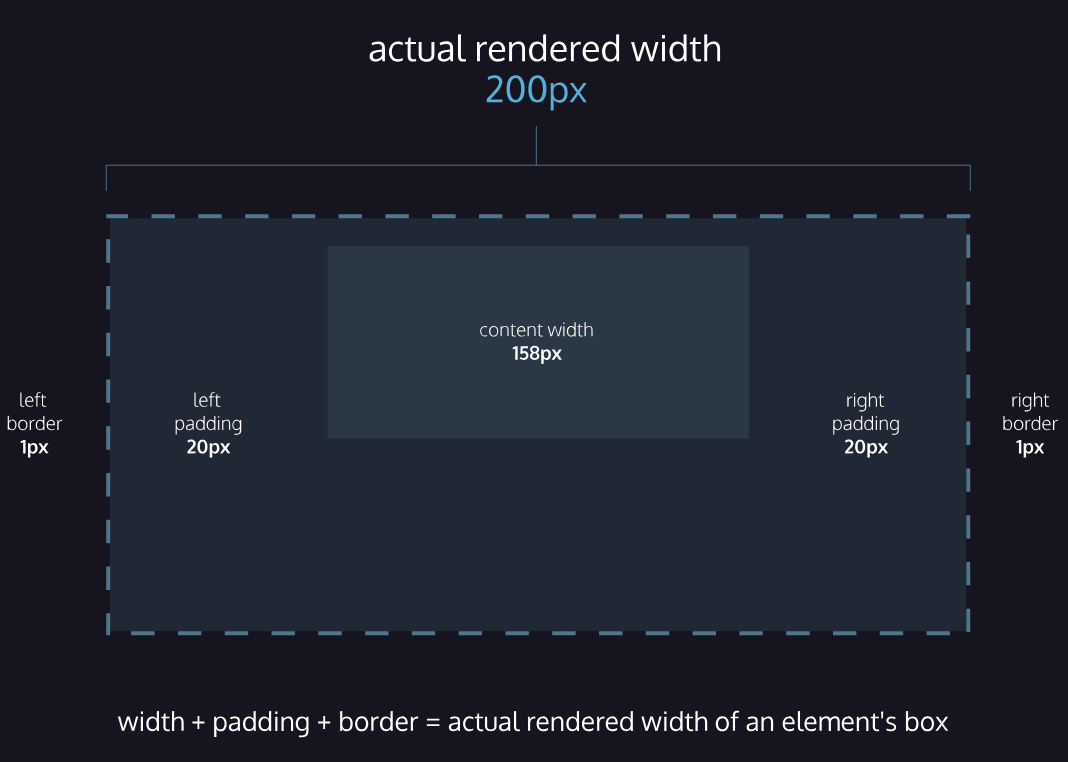 actual rendered width
200px
content width
158px
left
border
1px
left
padding
20px
right
padding
20px
right
border
1px
width + padding + border = actual rendered width of an element's box